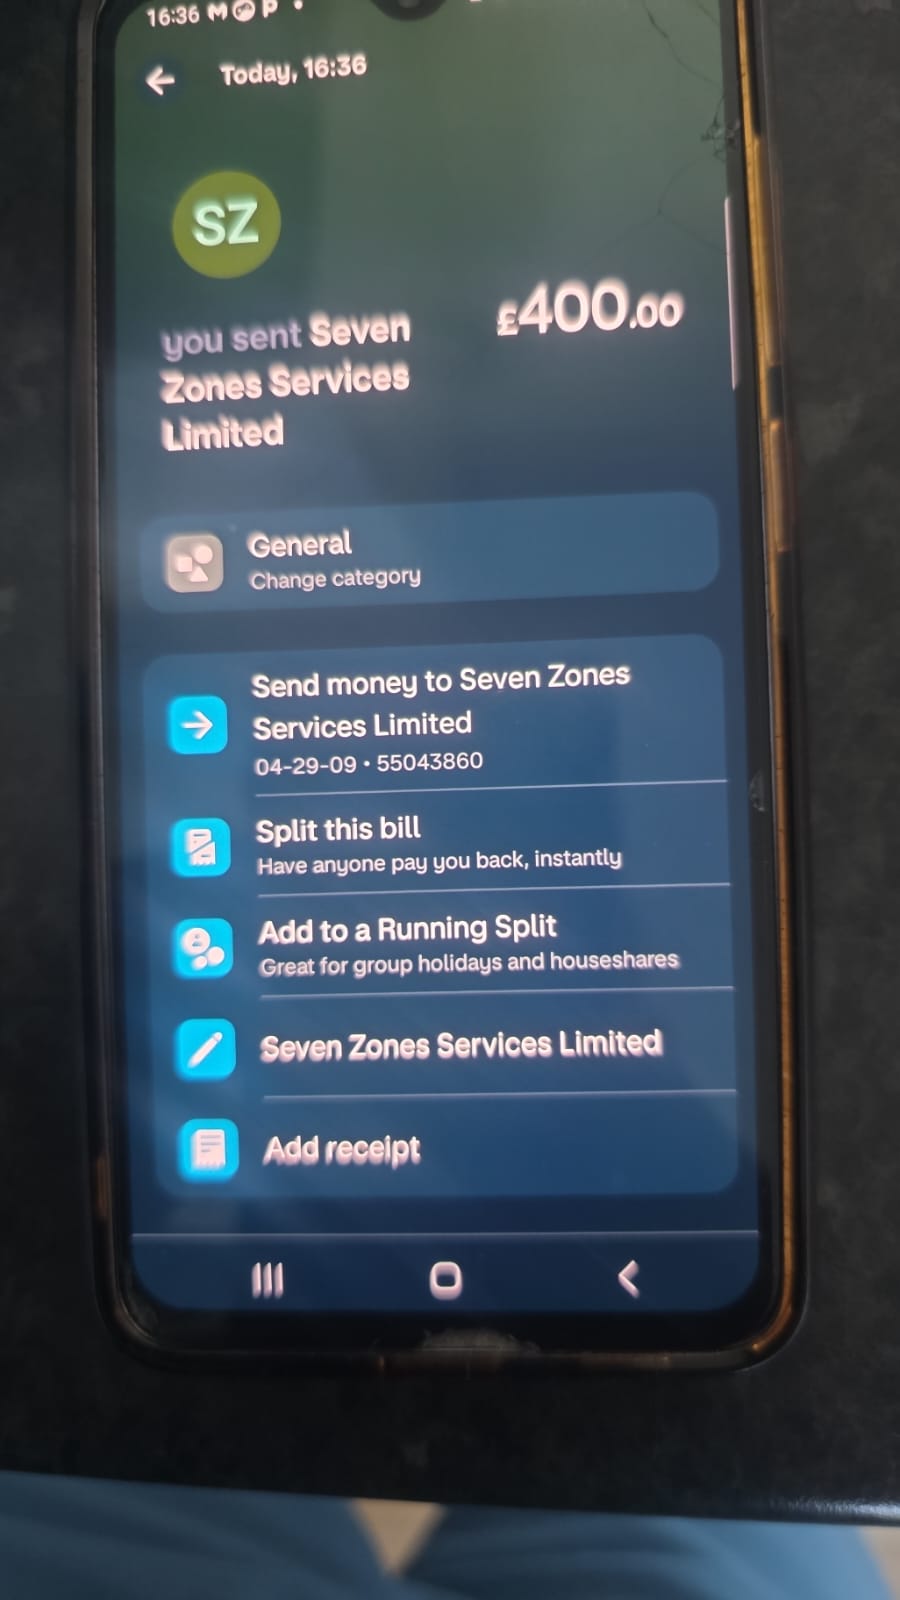 16:36
Today, 16:36
SZ
you sent Seven
Zones Services
Limited
£400.00
General
Change category
Send money to Seven Zones
Services Limited
04-29-09 • 55043860
Split this bill
Have anyone pay you back, instantly
Add to a Running Split
Great for group holidays and houseshares
Seven Zones Services Limited
Add receipt